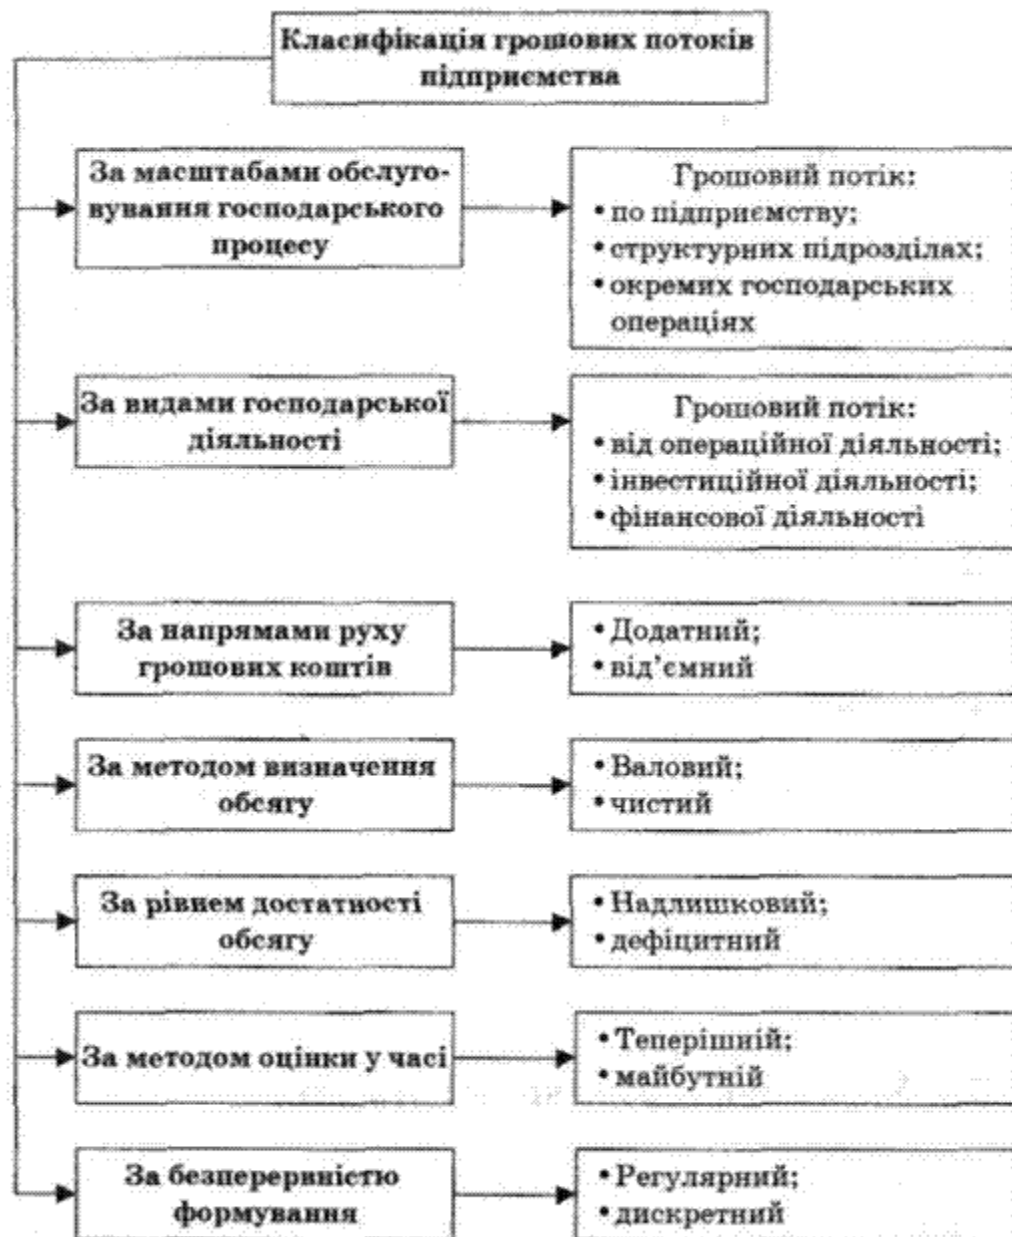 Класифікація грошових потоків
підприємства
За масштабами обслуго-
вування господарського
процесу
Грошовий потік:
• по підприємству;
• структурних підрозділах;
• окремих господарських
операціях
За видами господарської
діяльності
Грошовий потік:
• від операційної діяльності;
• інвестиційної діяльності;
• фінансової діяльності
За напрямами руху
грошових коштів
• Додатний;
• від’ємний
За методом визначення
обсягу
• Валовий;
• чистий
За рівнем достатності
обсягу
• Надлишковий;
• дефіцитний
За методом оцінки у часі
• Теперішній;
• майбутній
За безперервністю
формування
• Регулярний;
• дискретний